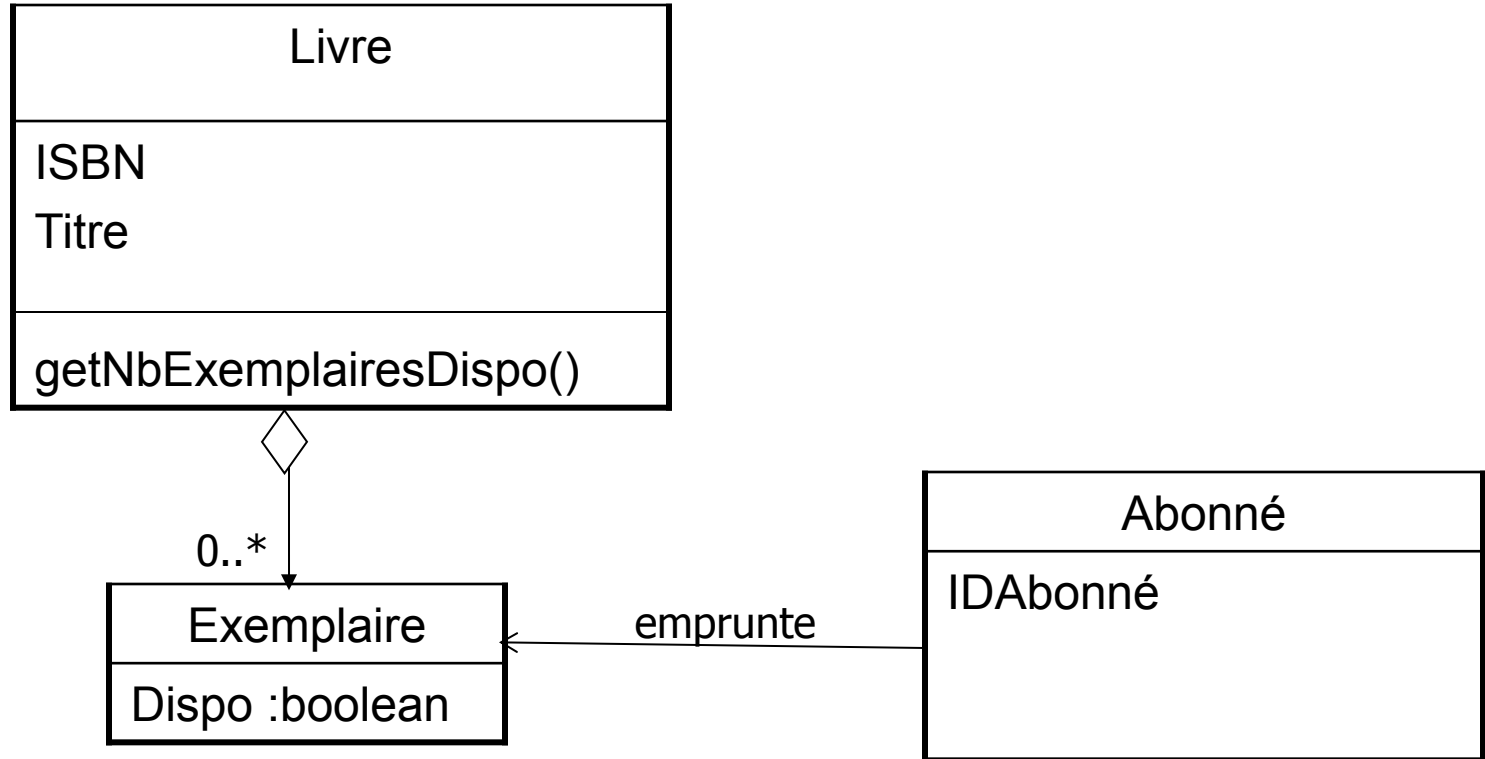 Livre
ISBN
Titre
getNbExemplairesDispo()
0..*
Exemplaire
Dispo :boolean
emprunte
Abonné
IDAbonné